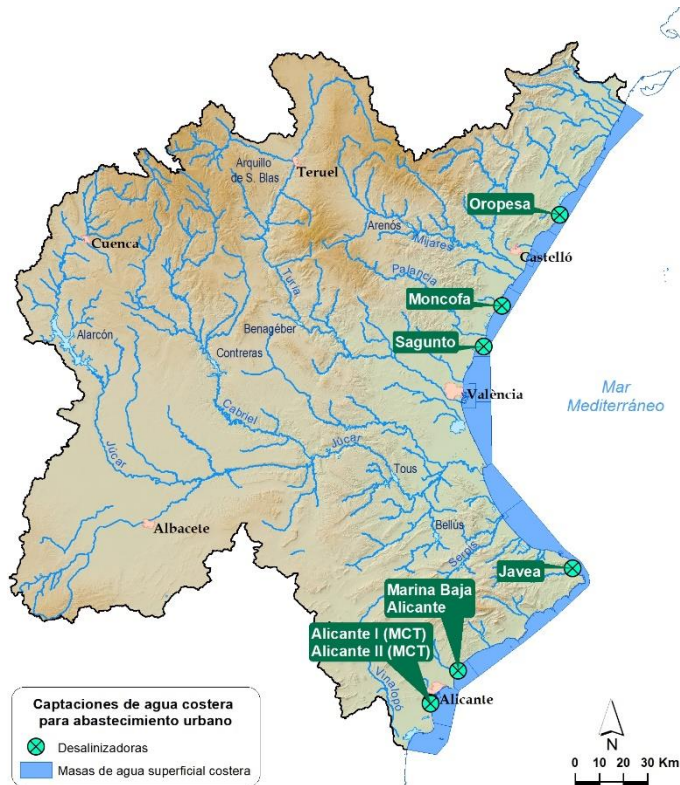 Arquillo
de S. Blas
Teruel
Oropesa
Arenós
Mijares
Cuenca
Castelló
Palancia
Turia
Moncofa
Benagéber
Alarcón
Sagunto
Contreras
València
Mar
Mediterráneo
Cabriel
Júcar
Júcar
Tous
Albacete
Bellús
Serpis
Javea
Marina Baja
Alicante
Alicante I (MCT)
Alicante II (MCT)
Vinalopó
Alicante
Captaciones de agua costera
para abastecimiento urbano
Desalinizadoras
Masas de agua superficial costera
N
0 10 20 30 Km